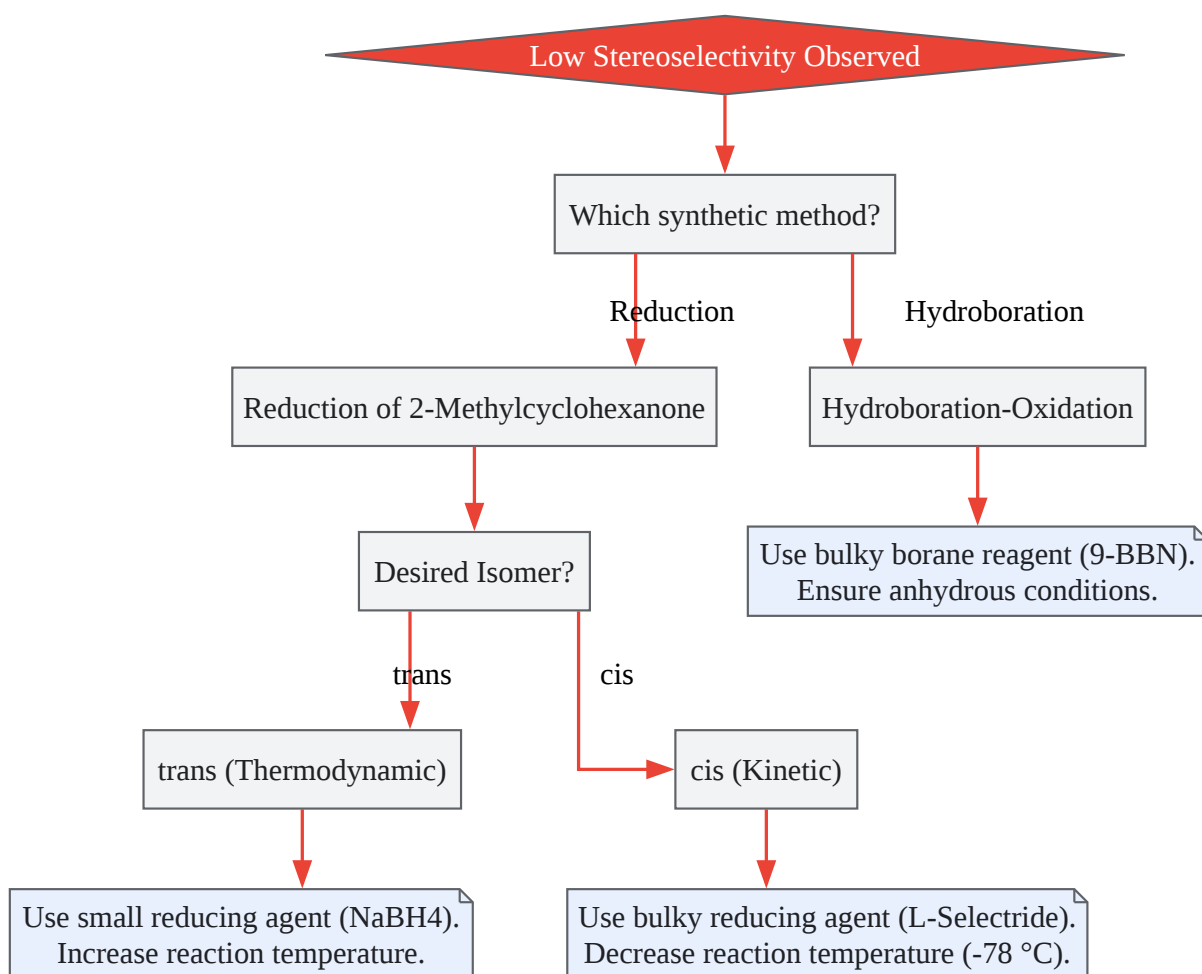 Low Stereoselectivity Observed
Which synthetic method?
Reduction
Hydroboration
Reduction of 2-Methylcyclohexanone
Hydroboration-Oxidation
Use bulky borane reagent (9-BBN).
Ensure anhydrous conditions.
Desired Isomer?
trans
cis
trans (Thermodynamic)
cis (Kinetic)
Use small reducing agent (NaBH4).
Increase reaction temperature.
Use bulky reducing agent (L-Selectride).
Decrease reaction temperature (-78 °C).